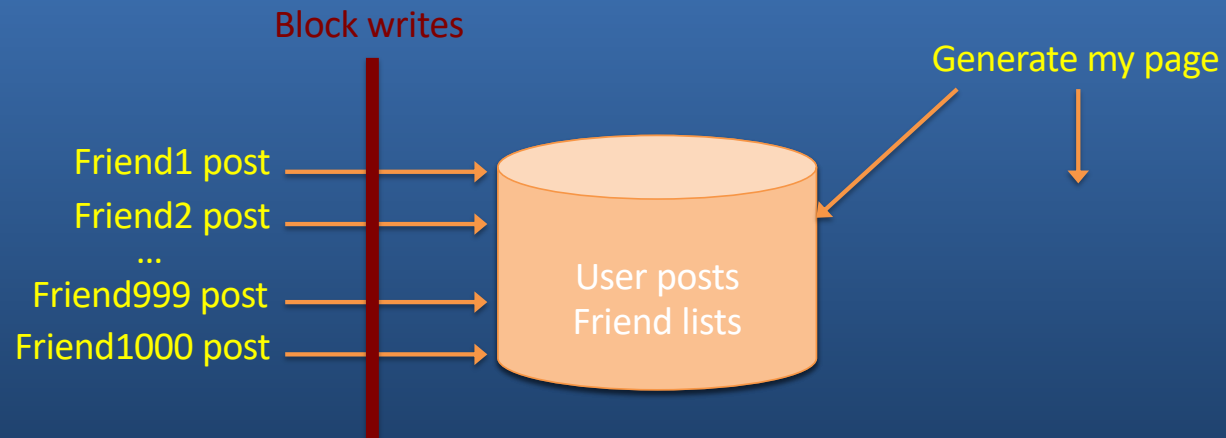 Block writes
Generate my page
Friend1 post
Friend2 post
...
Friend999 post
Friend1000 post
User posts
Friend lists